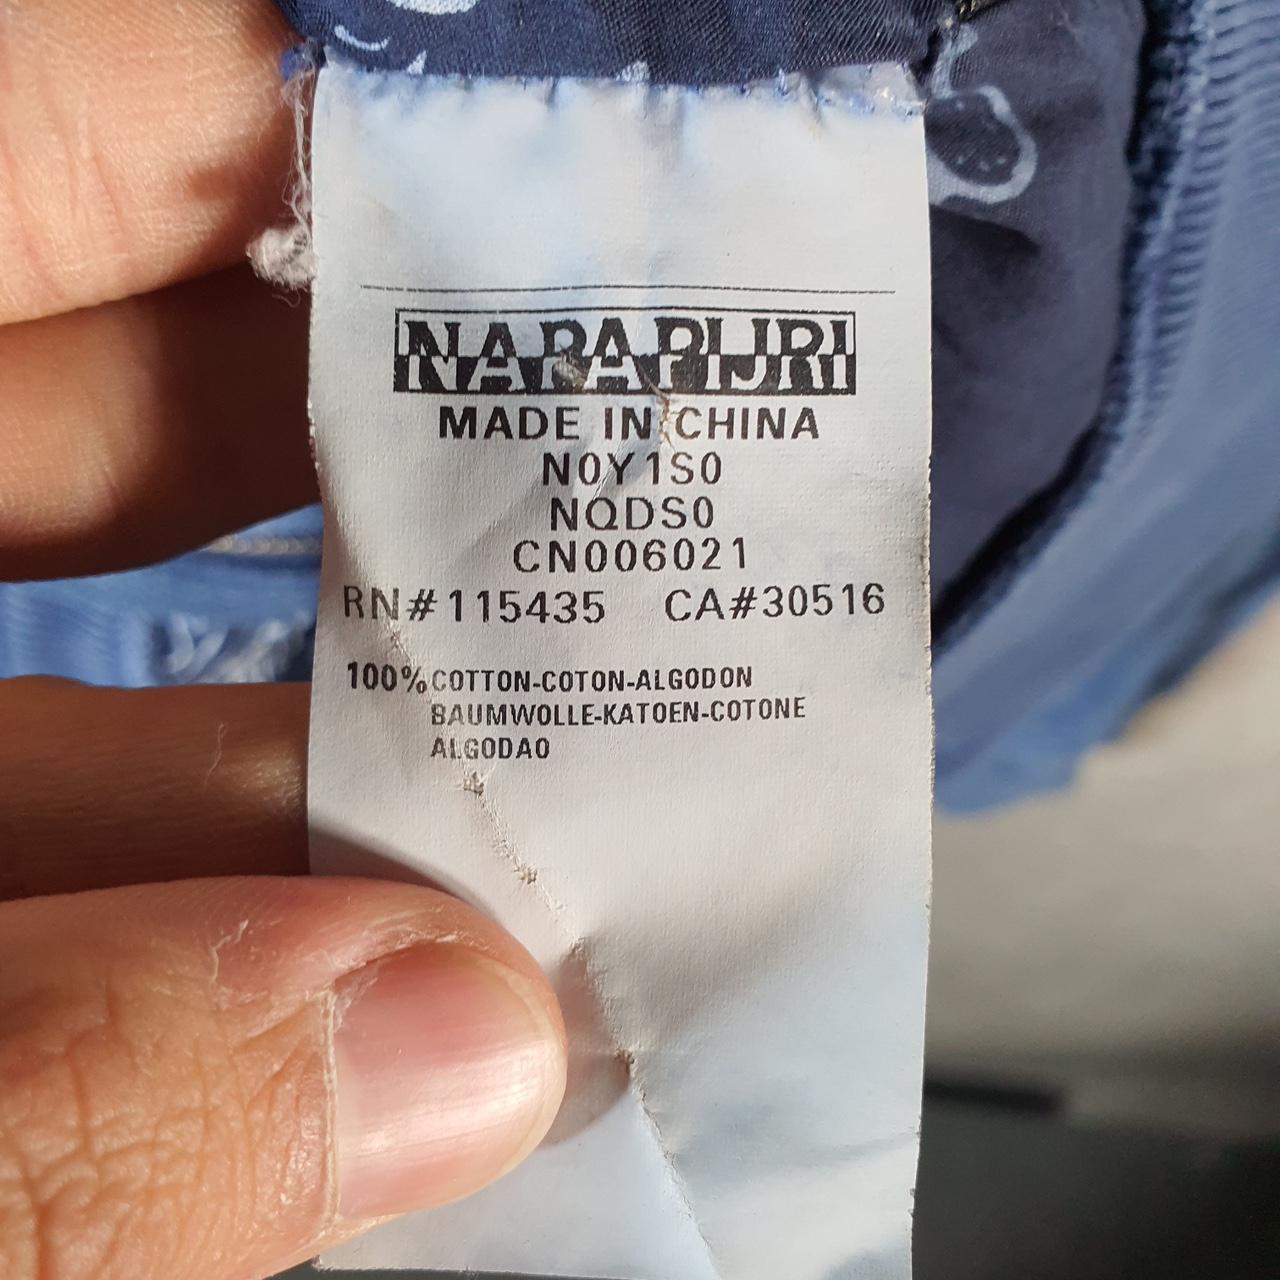 NAPAPIJRI
MADE IN CHINA
N0Y1S0
NQDS0
CN006021
RN#115435 CA#30516
100% COTTON-COTON-ALGODON
BAUMWOLLE-KATOEN-COTONE
ALGODAO